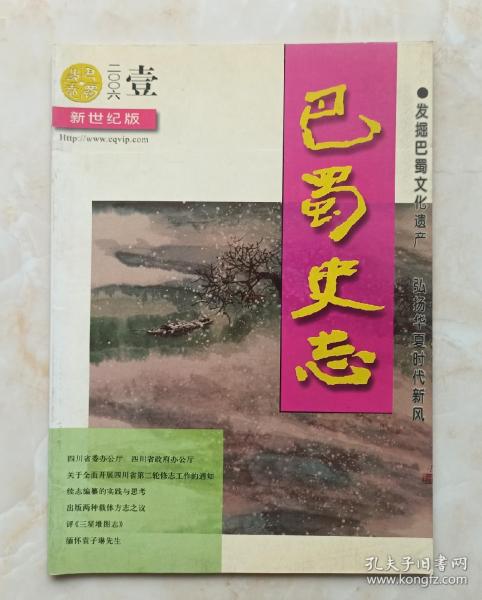 巴蜀史志
二〇〇六
壹
新世纪版
Http://www.cqvip.com
巴蜀史志
●发掘巴蜀文化遗产 弘扬华夏时代新风
四川省委办公厅 四川省政府办公厅
关于全面开展四川省第二轮修志工作的通知
续志编纂的实践与思考
出版两种载体方志之议
评《三星堆图志》
缅怀袁子琳先生
孔夫子旧书网
book.kongfz.com